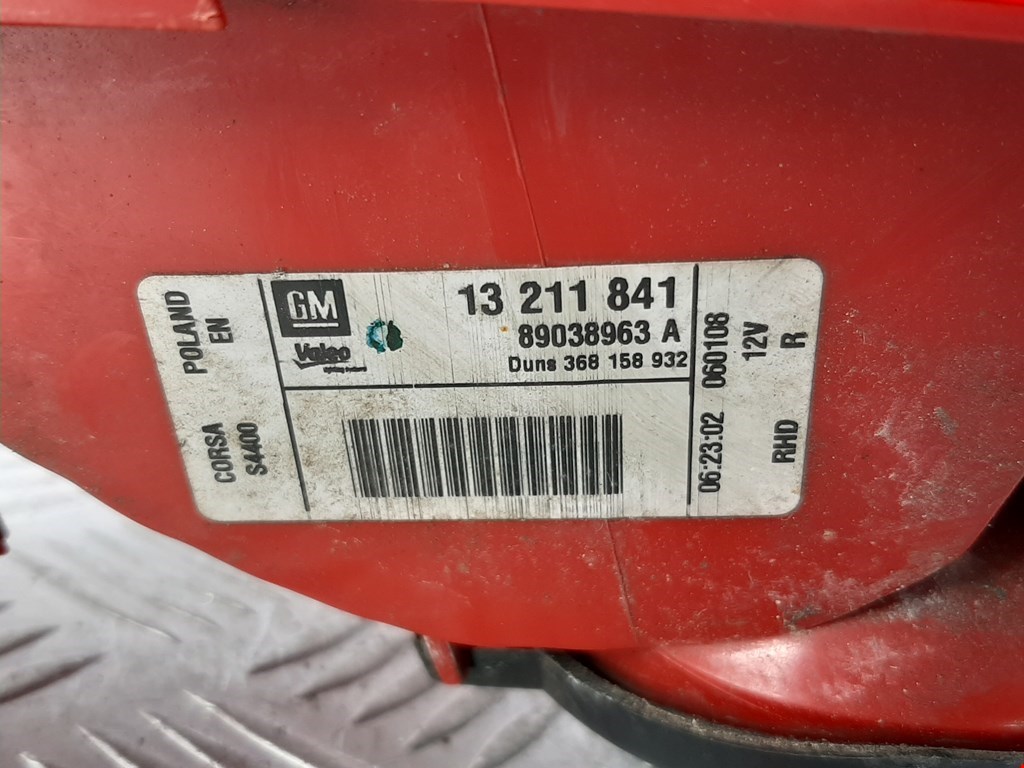 POLAND
EN
CORSA
S4400
GM
Valeo
13 211 841
89038963 A
Duns 368 158 932
06:23:02 060108
12V
RHD R